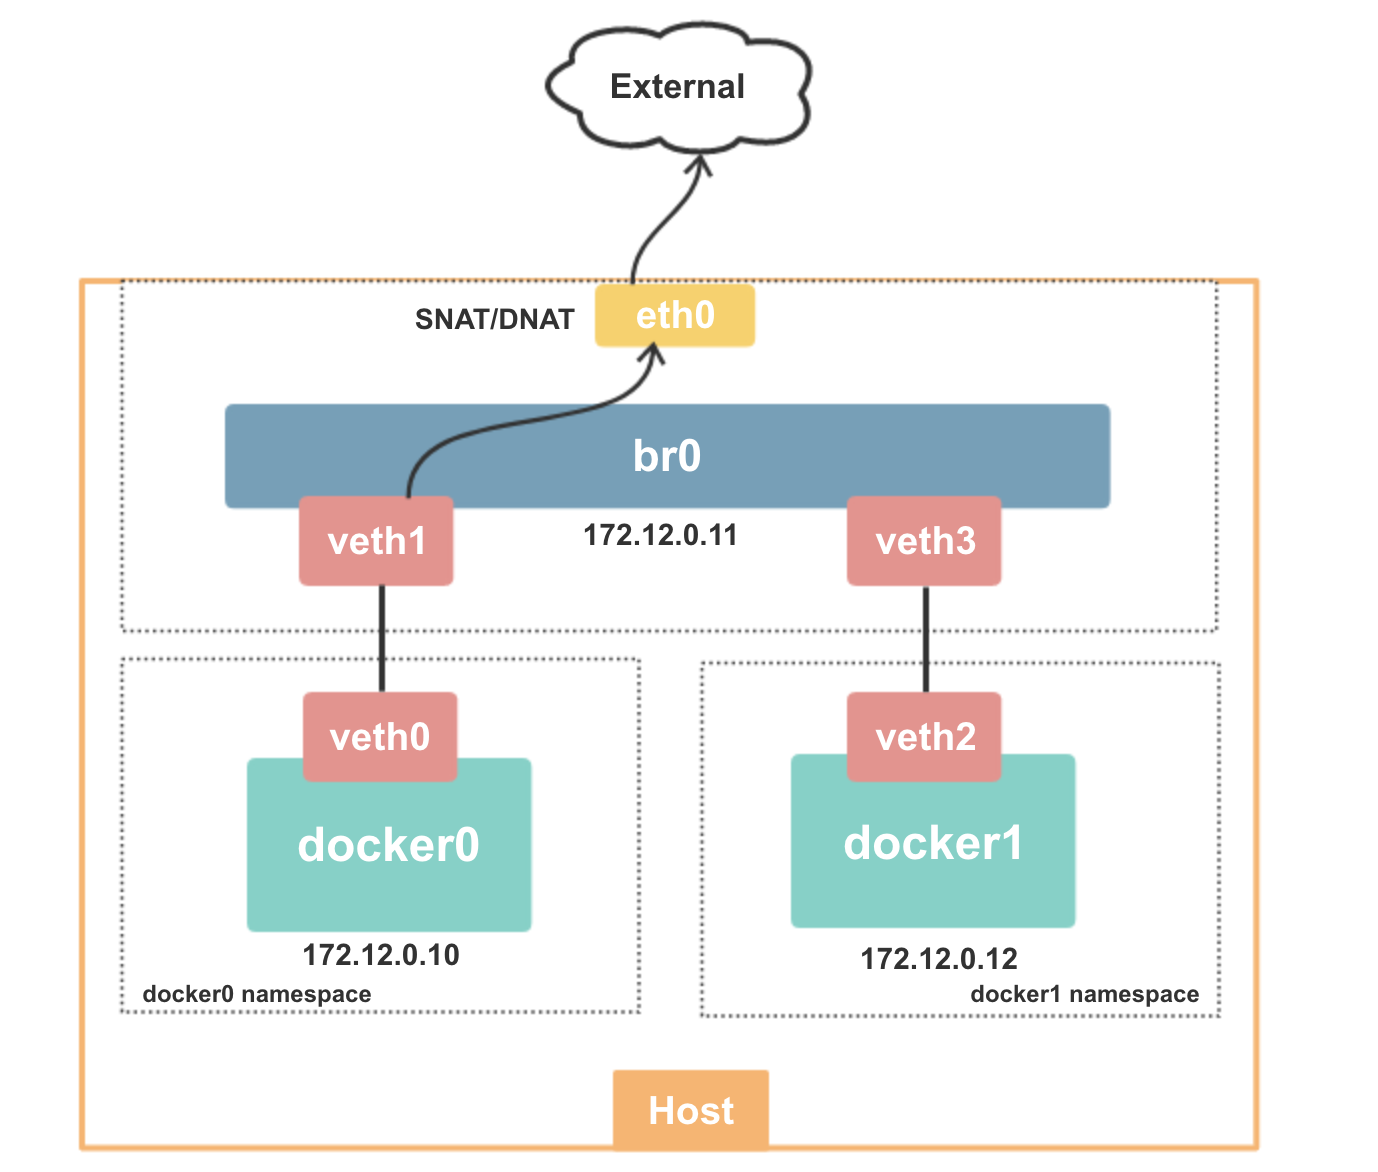 External
SNAT/DNAT
eth0
br0
veth1
172.12.0.11
veth3
veth0
veth2
docker0
docker1
172.12.0.10
172.12.0.12
docker0 namespace
docker1 namespace
Host